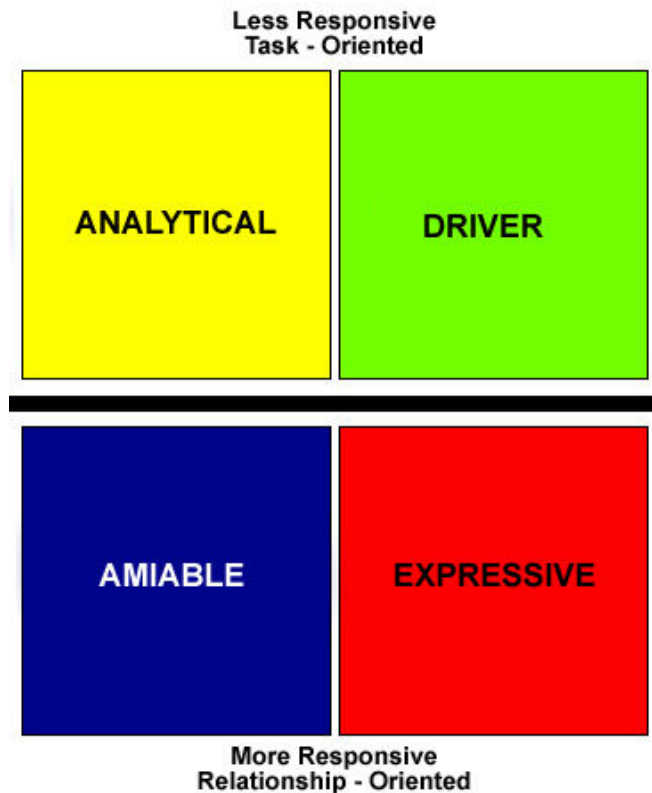 Less Responsive
Task - Oriented
ANALYTICAL
DRIVER
AMIABLE
EXPRESSIVE
More Responsive
Relationship - Oriented